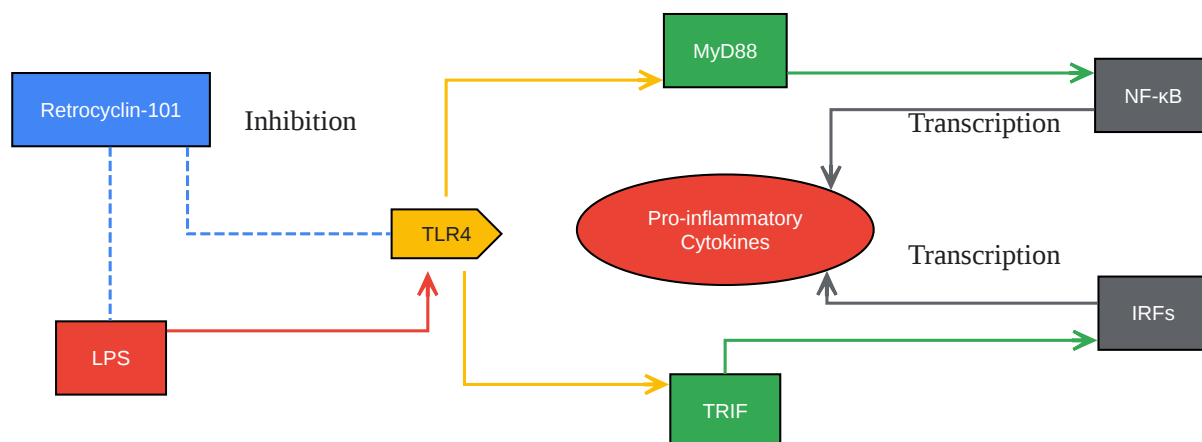 MyD88
Retrocyclin-101
NF-κB
Inhibition
Transcription
TLR4
Pro-inflammatory
Cytokines
Transcription
IRFs
LPS
TRIF